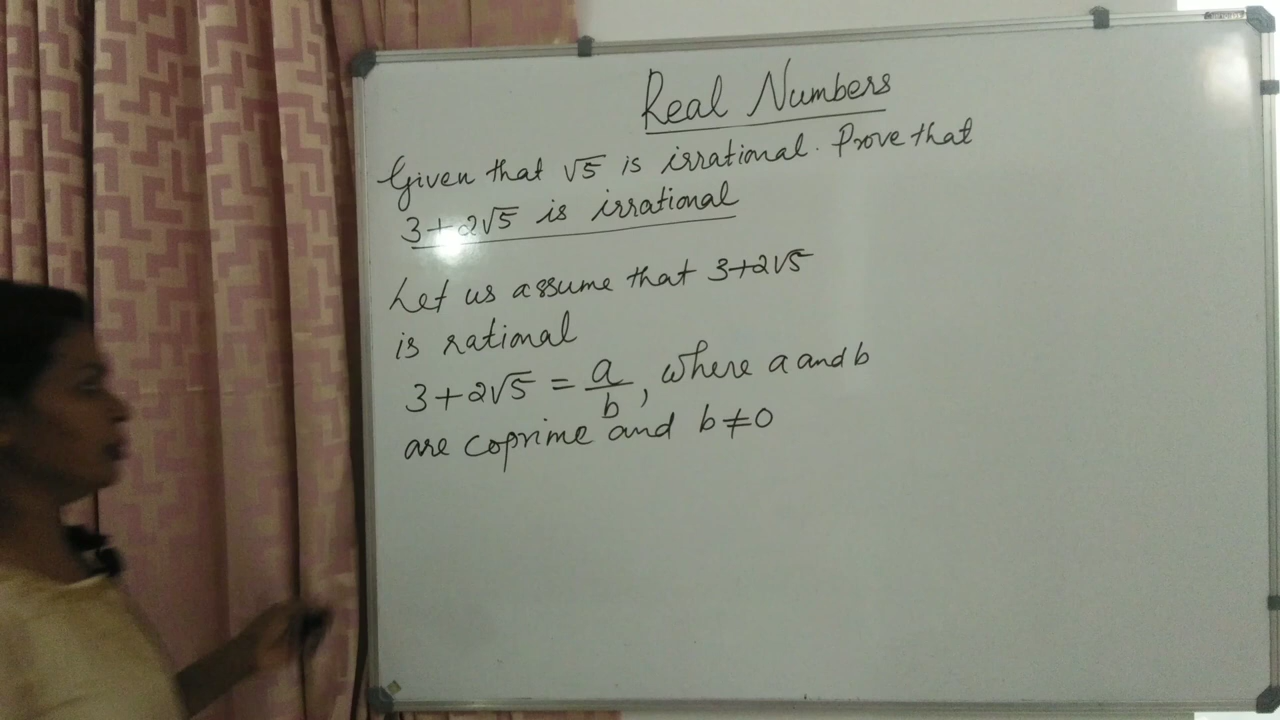 Real Numbers
Given that √5 is irrational. Prove that
3+2√5 is irrational
Let us assume that 3+2√5
is rational
3+2√5 = a/b, where a and b
are coprime and b≠0